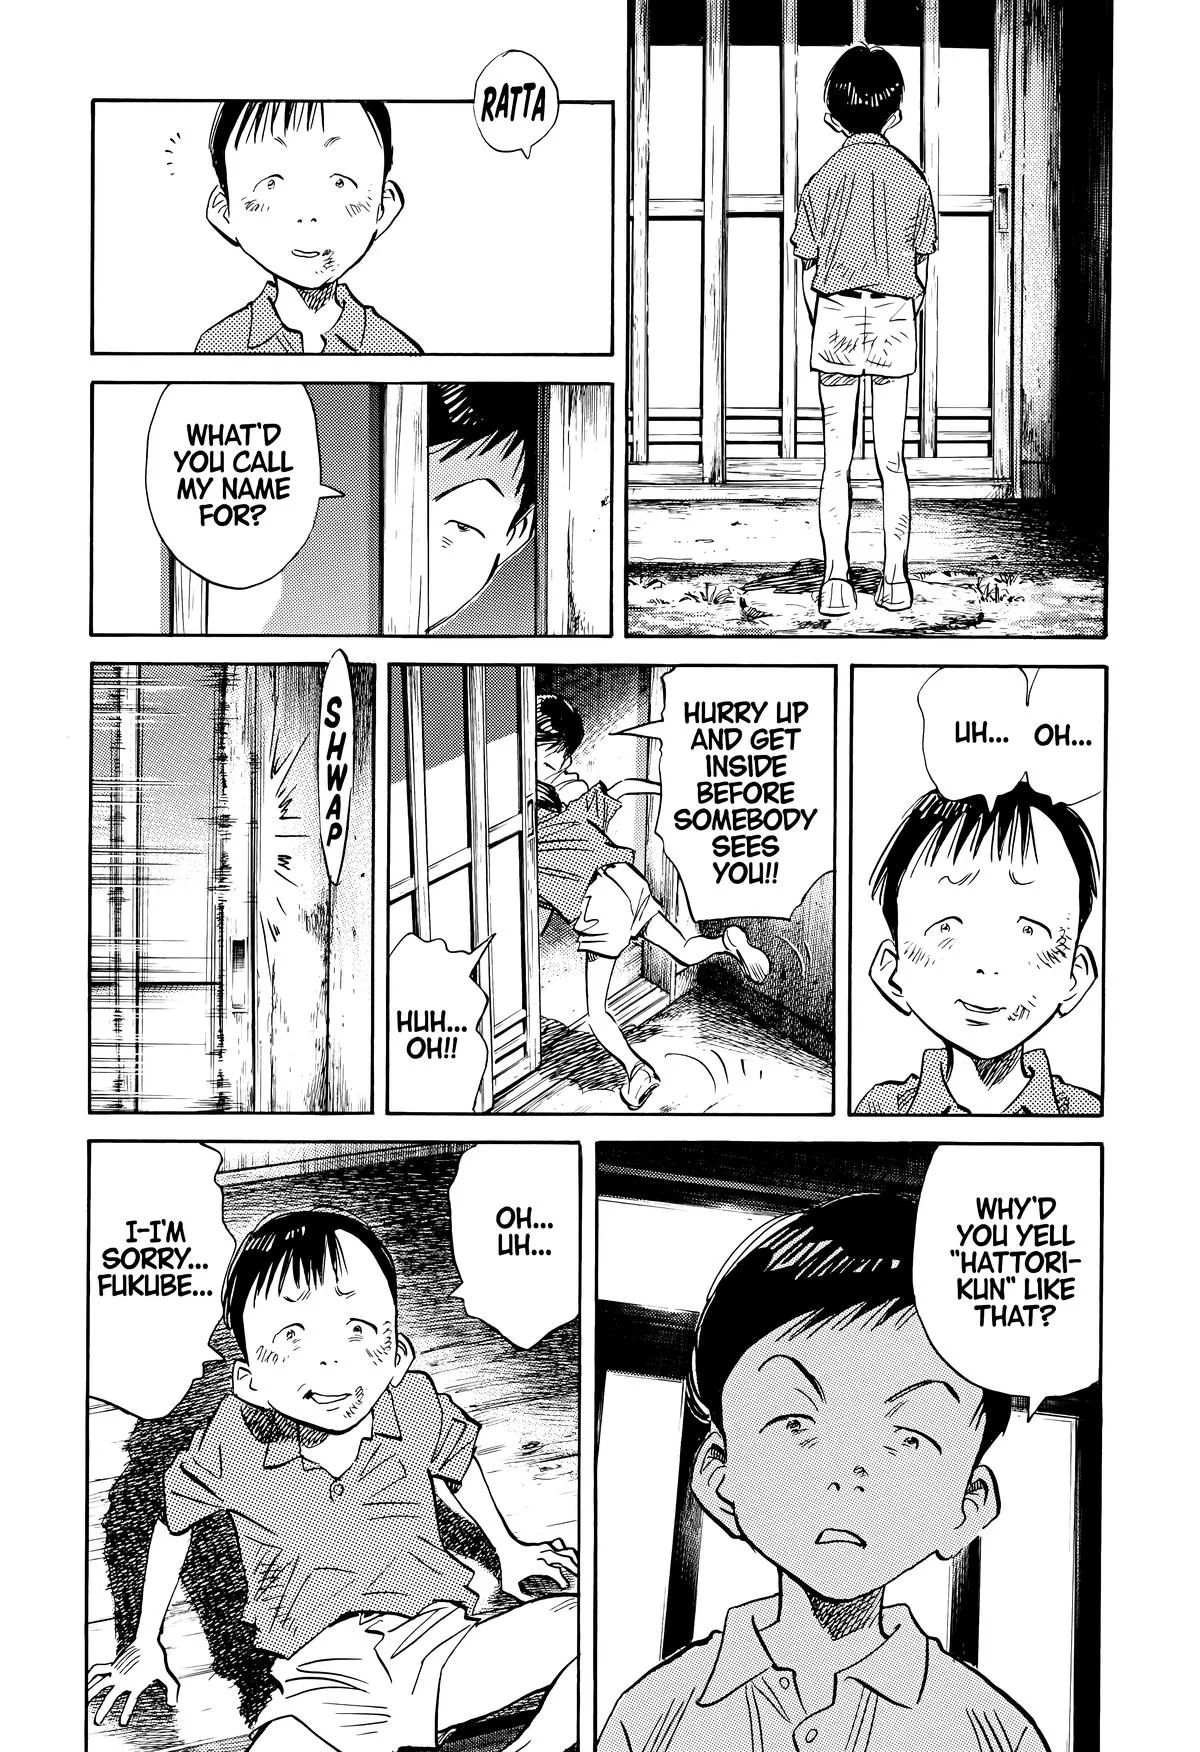 RATTA
WHAT'D
YOU CALL
MY NAME
FOR?
OH...
UH...
HURRY UP
AND GET
INSIDE
BEFORE
SOMEBODY
SEES
YOU!!
HUH...
OH!!
SHWAP
WHY'D
YOU YELL
"HATTORI-
KUN" LIKE
THAT?
OH...
UH...
I-I'M
SORRY...
FUKUBE...